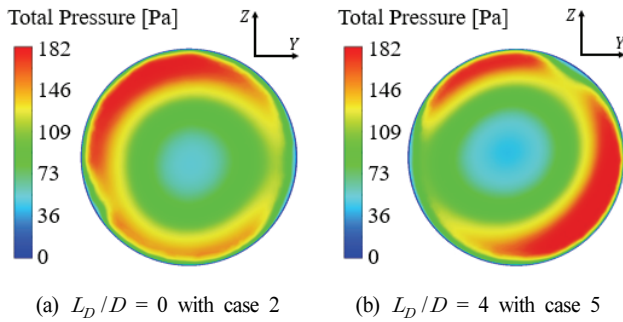 Total Pressure [Pa]
182
146
109
73
36
0
Z
Y
(a) L_D/D = 0 with case 2
Total Pressure [Pa]
182
146
109
73
36
0
Z
Y
(b) L_D/D = 4 with case 5